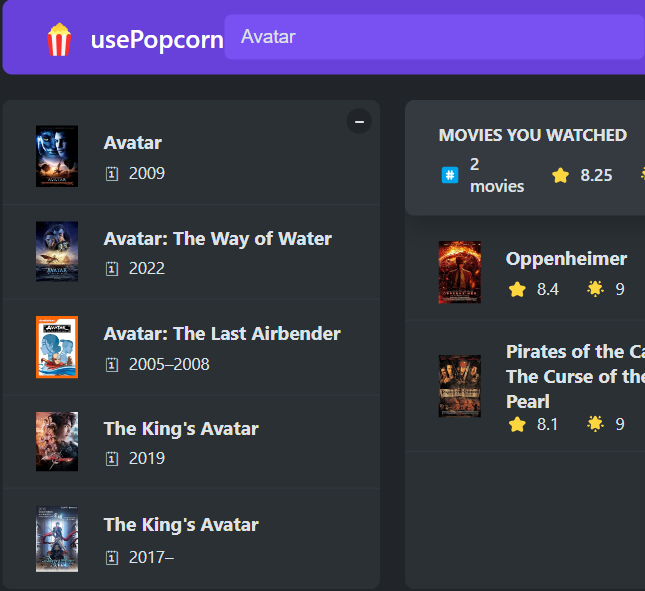 usePopcorn
Avatar
Avatar
2009
Avatar: The Way of Water
2022
Avatar: The Last Airbender
2005–2008
The King's Avatar
2019
The King's Avatar
2017–
MOVIES YOU WATCHED
#️ 2
movies
8.25
Oppenheimer
8.4 9
Pirates of the Ca
The Curse of the
Pearl
8.1 9